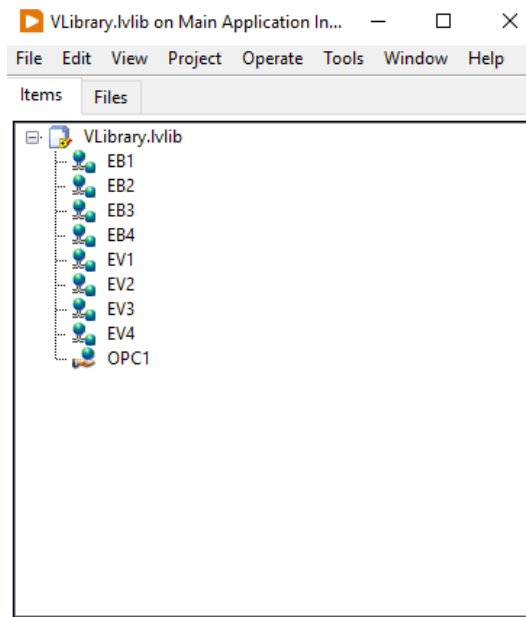 VLibrary.lvlib on Main Application In...
File Edit View Project Operate Tools Window Help
Items Files
VLibrary.lvlib
EB1
EB2
EB3
EB4
EV1
EV2
EV3
EV4
OPC1